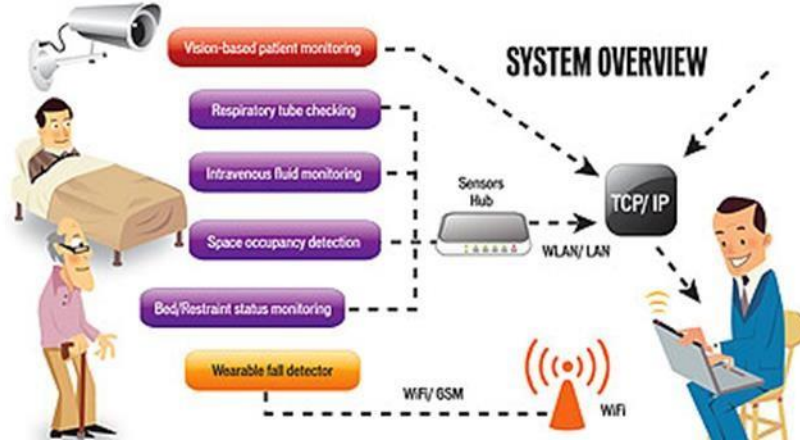 SYSTEM OVERVIEW
Vision-based patient monitoring
Respiratory tube checking
Intravenous fluid monitoring
Space occupancy detection
Bed/Restraint status monitoring
Wearable fall detector
Sensors
Hub
WLAN/ LAN
TCP/ IP
WiFi/ GSM
WiFi